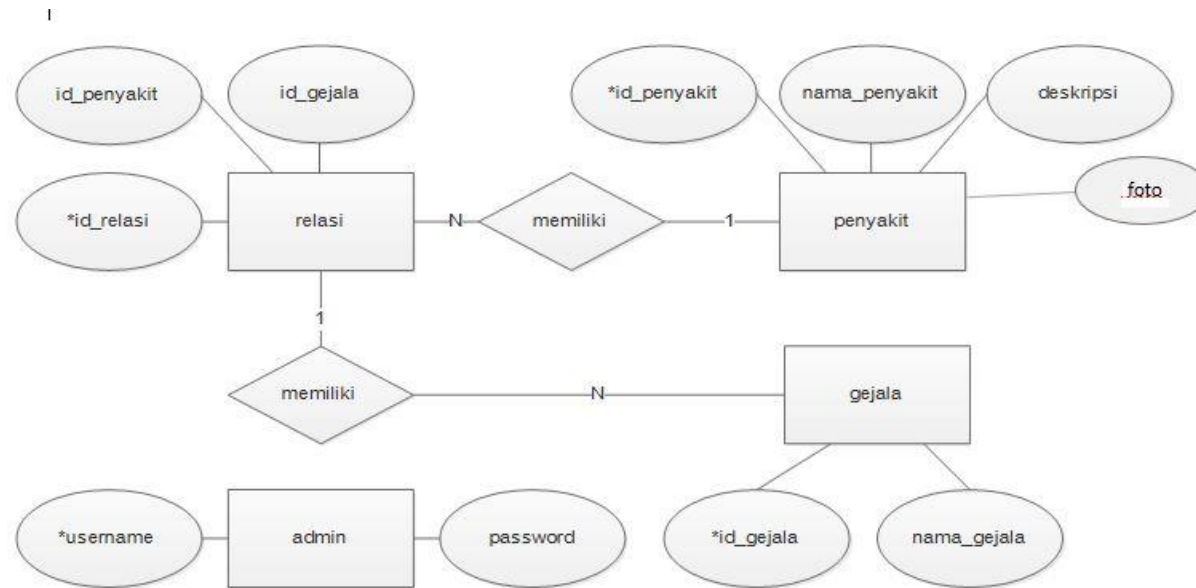 id_penyakit
id_gejala
*id_penyakit
nama_penyakit
deskripsi
foto
*id_relasi
relasi
N
memiliki
1
penyakit
1
memiliki
N
gejala
*username
admin
password
*id_gejala
nama_gejala